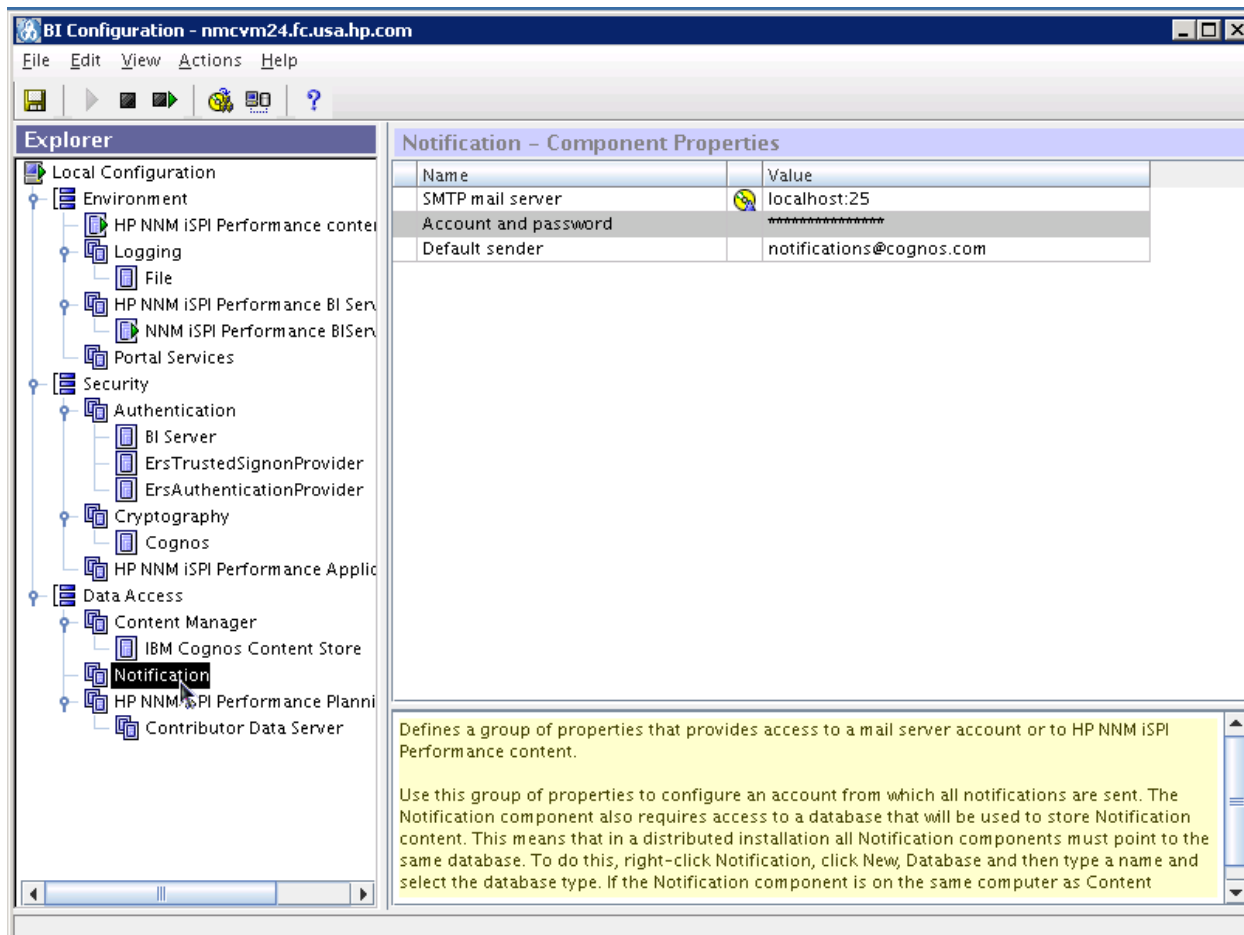 BI Configuration - nmcvm24.fc.usa.hp.com
File Edit View Actions Help
?
Explorer
Local Configuration
Environment
HP NNM iSPI Performance conte
Logging
File
HP NNM iSPI Performance BI Serv
NNM iSPI Performance BIServ
Portal Services
Security
Authentication
BI Server
ErsTrustedSignonProvider
ErsAuthenticationProvider
Cryptography
Cognos
HP NNM iSPI Performance Applic
Data Access
Content Manager
IBM Cognos Content Store
Notification
HP NNM iSPI Performance Planni
Contributor Data Server
Notification – Component Properties
Name Value
SMTP mail server localhost:25
Account and password ***************
Default sender notifications@cognos.com
Defines a group of properties that provides access to a mail server account or to HP NNM iSPI
Performance content.
Use this group of properties to configure an account from which all notifications are sent. The
Notification component also requires access to a database that will be used to store Notification
content. This means that in a distributed installation all Notification components must point to the
same database. To do this, right-click Notification, click New, Database and then type a name and
select the database type. If the Notification component is on the same computer as Content